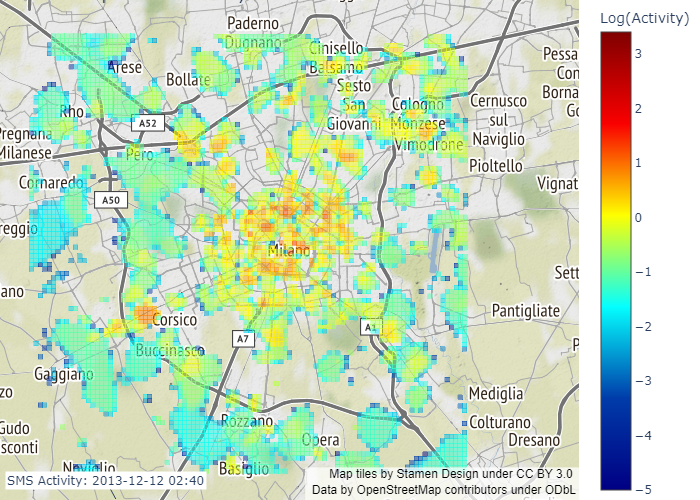 Log(Activity)
3
2
1
0
−1
−2
−3
−4
−5
Paderno
Dugnano
Cinisello
Balsamo
Arese
Bollate
Sesto
San
Giovanni
Cologno
Monzese
Cernusco
sul
Naviglio
Pessa
Con
Borna
Go
Rho
A52
Pregnana
Milanese
Pero
Vimodrone
Pioltello
Cornaredo
Vignat
A50
reggio
Milano
Sett
ano
Pantigliate
Corsico
A7
A1
P
Buccinasco
Gaggiano
zo
Mediglia
Rozzano
Colturano
Dresano
Gudo
sconti
Opera
Naviglio
Basiglio
SMS Activity: 2013-12-12 02:40
Map tiles by Stamen Design under CC BY 3.0
Data by OpenStreetMap contributors under ODbL